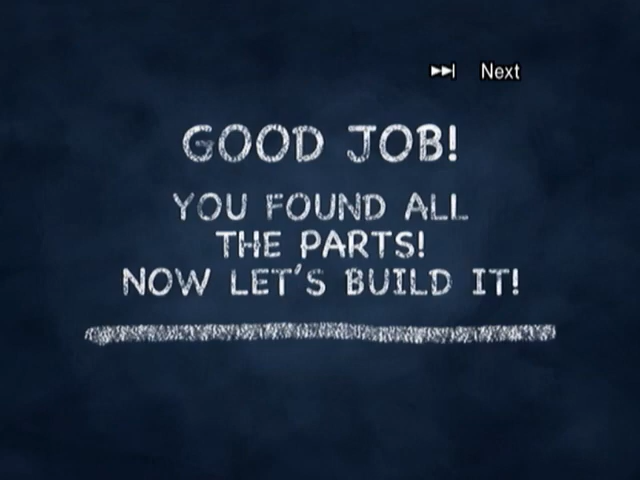 Next
GOOD JOB!
YOU FOUND ALL
THE PARTS!
NOW LET'S BUILD IT!